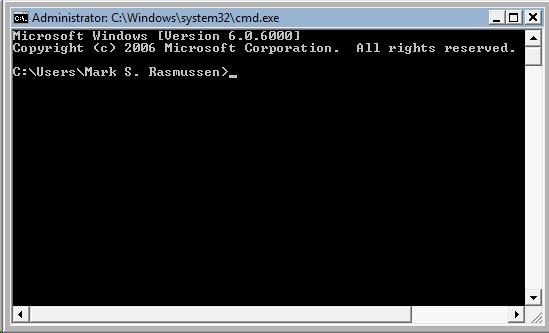 Administrator: C:\Windows\system32\cmd.exe
Microsoft Windows [Version 6.0.6000]
Copyright (c) 2006 Microsoft Corporation.  All rights reserved.
C:\Users\Mark S. Rasmussen>_